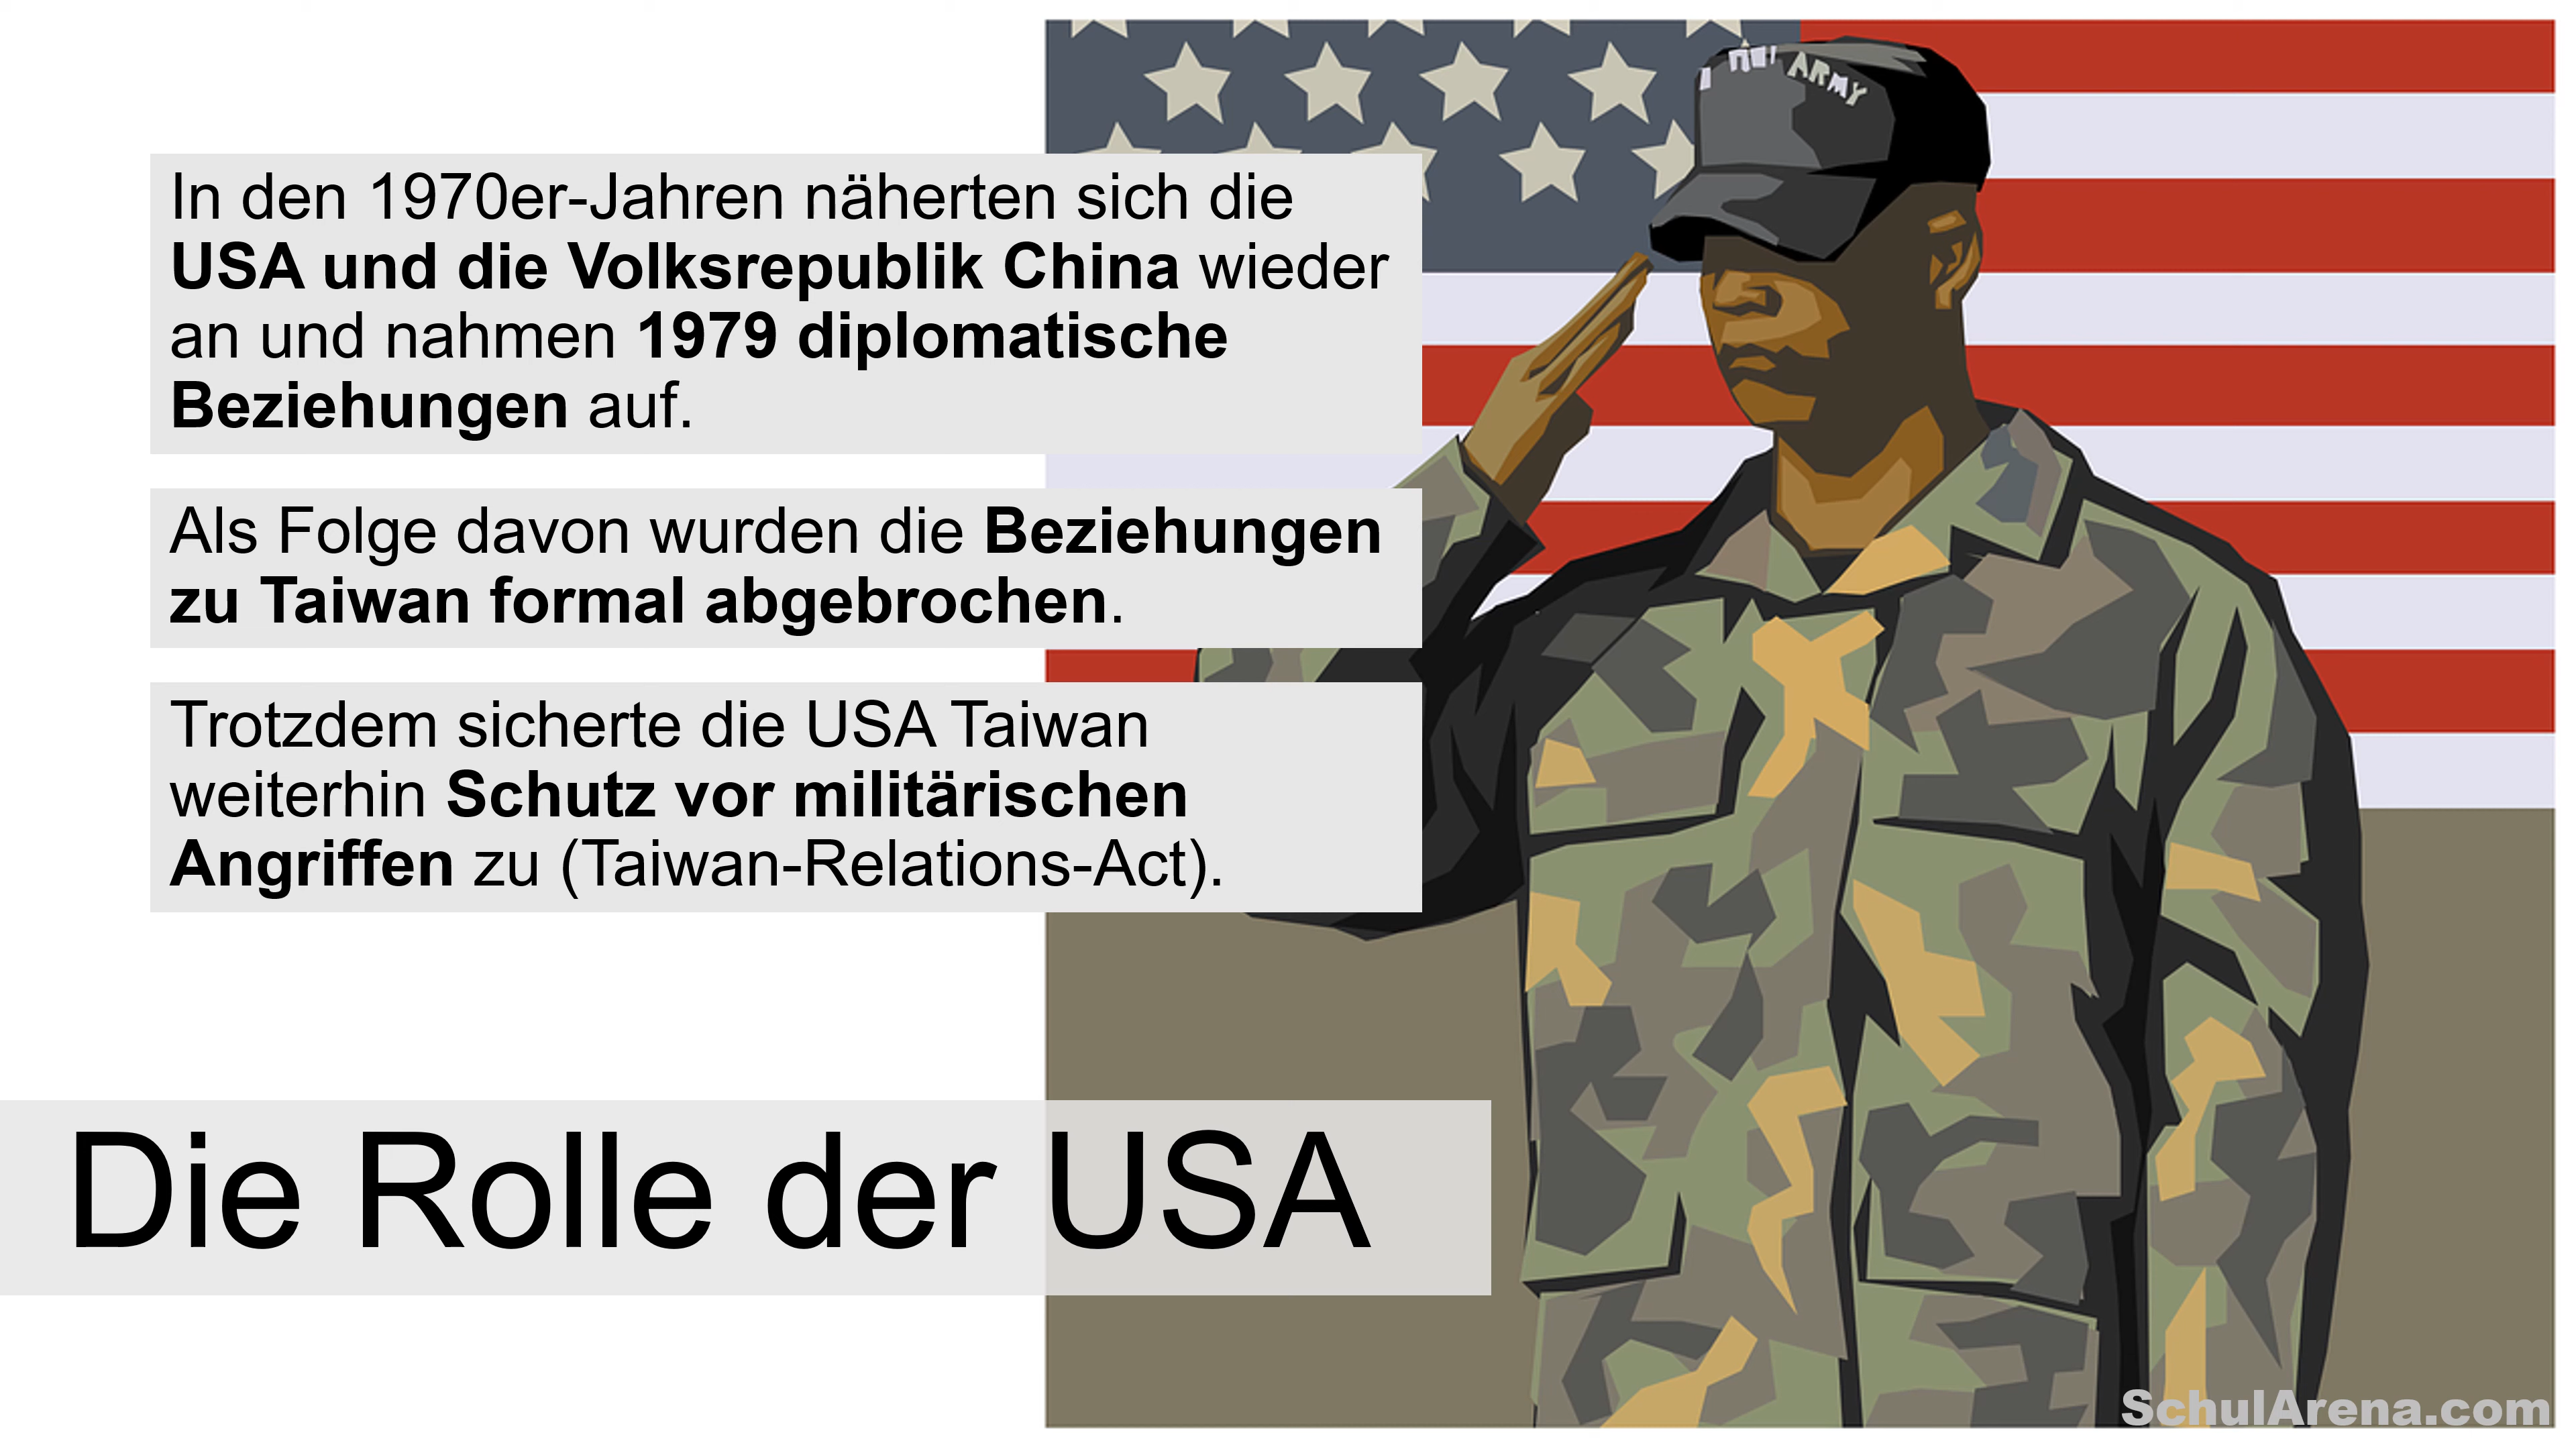 In den 1970er-Jahren näherten sich die
USA und die Volksrepublik China wieder
an und nahmen 1979 diplomatische
Beziehungen auf.
Als Folge davon wurden die Beziehungen
zu Taiwan formal abgebrochen.
Trotzdem sicherte die USA Taiwan
weiterhin Schutz vor militärischen
Angriffen zu (Taiwan-Relations-Act).
Die Rolle der USA
ARMY
SchulArena.com